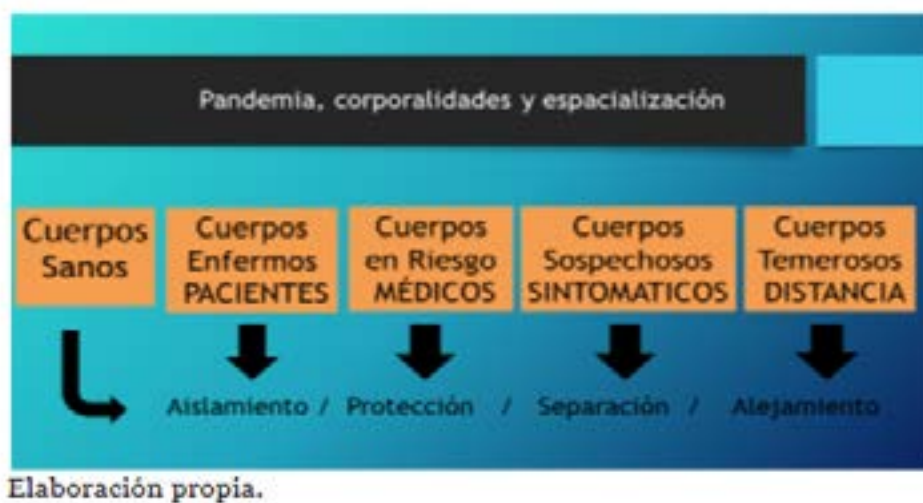 Pandemia, corporalidades y espacialización
Cuerpos
Sanos
Cuerpos
Enfermos
PACIENTES
Cuerpos
en Riesgo
MÉDICOS
Cuerpos
Sospechosos
SINTOMATICOS
Cuerpos
Temerosos
DISTANCIA
Aislamiento / Protección / Separación / Alejamiento
Elaboración propia.